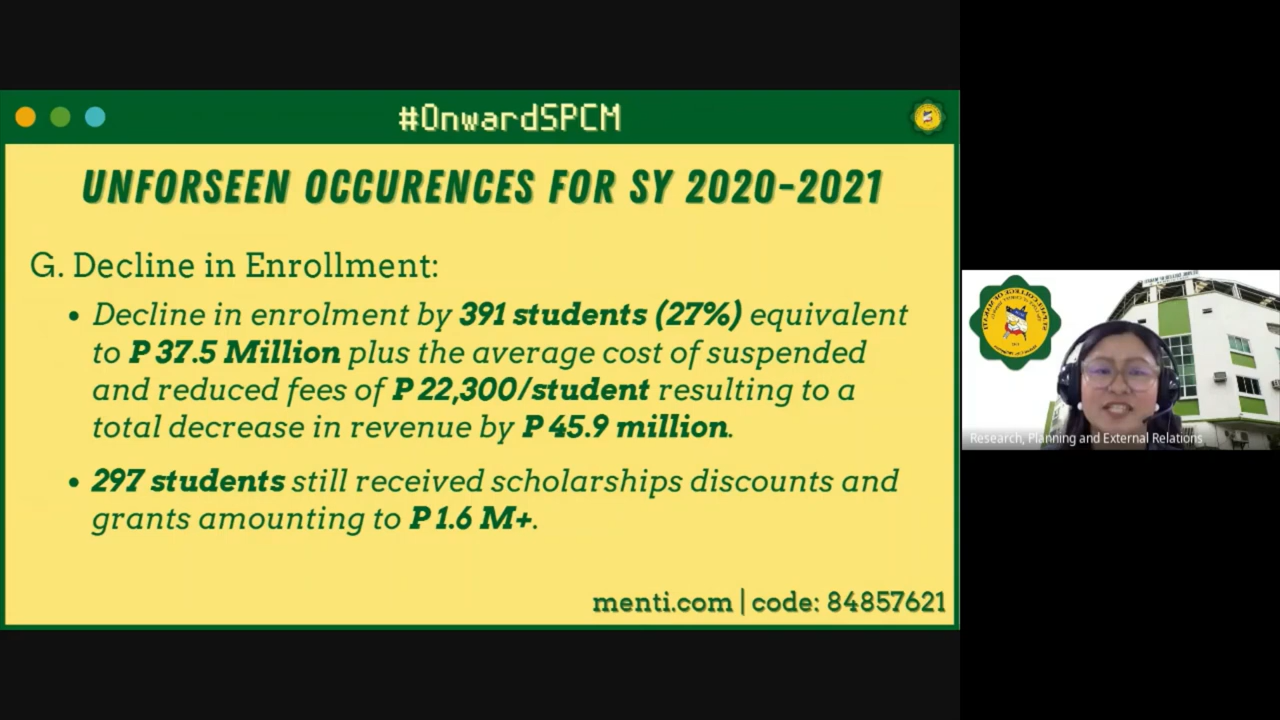 #OnwardSPCM
UNFORSEEN OCCURENCES FOR SY 2020-2021
G. Decline in Enrollment:
• Decline in enrolment by 391 students (27%) equivalent
to P 37.5 Million plus the average cost of suspended
and reduced fees of P 22,300/student resulting to a
total decrease in revenue by P 45.9 million.
• 297 students still received scholarships discounts and
grants amounting to P 1.6 M+.
menti.com | code: 84857621
Research, Planning and External Relations